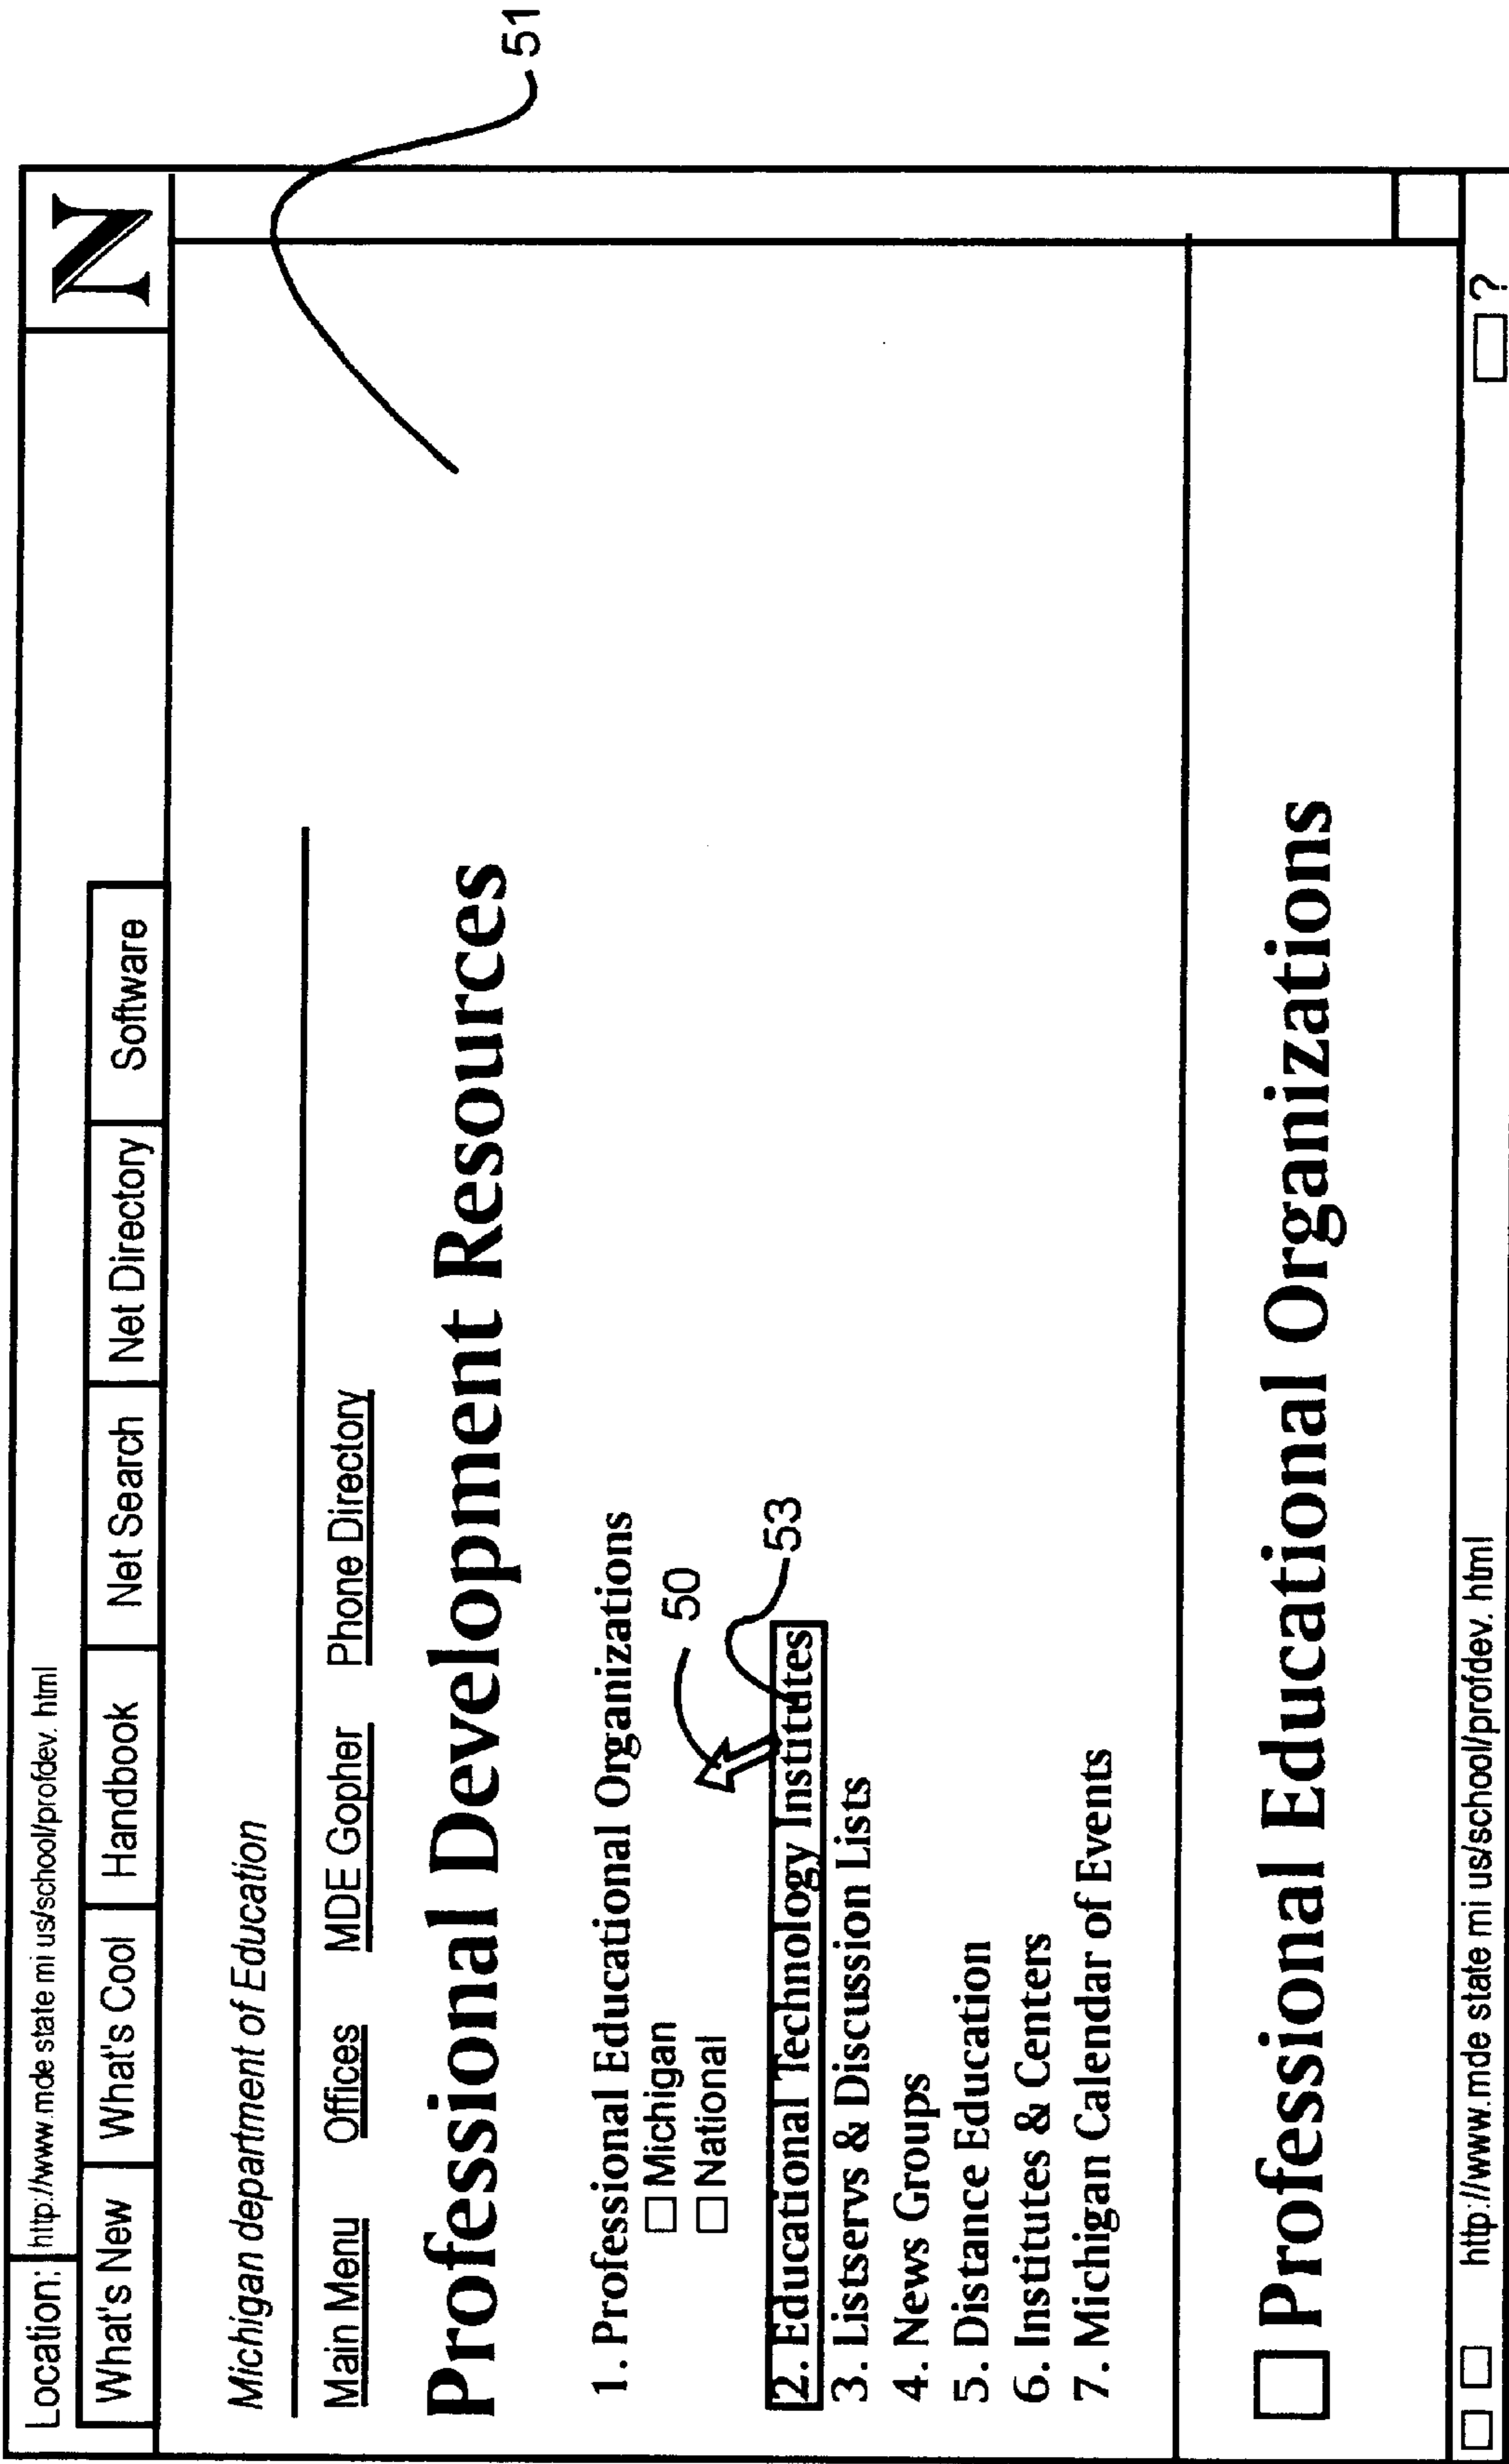 Location: http://www.mde state mi us/school/profdev. html
N
What's New What's Cool Handbook Net Search Net Directory Software
51
Michigan department of Education
Main Menu Offices MDE Gopher Phone Directory
Professional Development Resources
1. Professional Educational Organizations
☐ Michigan
☐ National
50
53
2. Educational Technology Institutes
3. Listservs & Discussion Lists
4. News Groups
5. Distance Education
6. Institutes & Centers
7. Michigan Calendar of Events
☐ Professional Educational Organizations
☐ ☐ http://www.mde state mi us/school/profdev. html ☐ ?